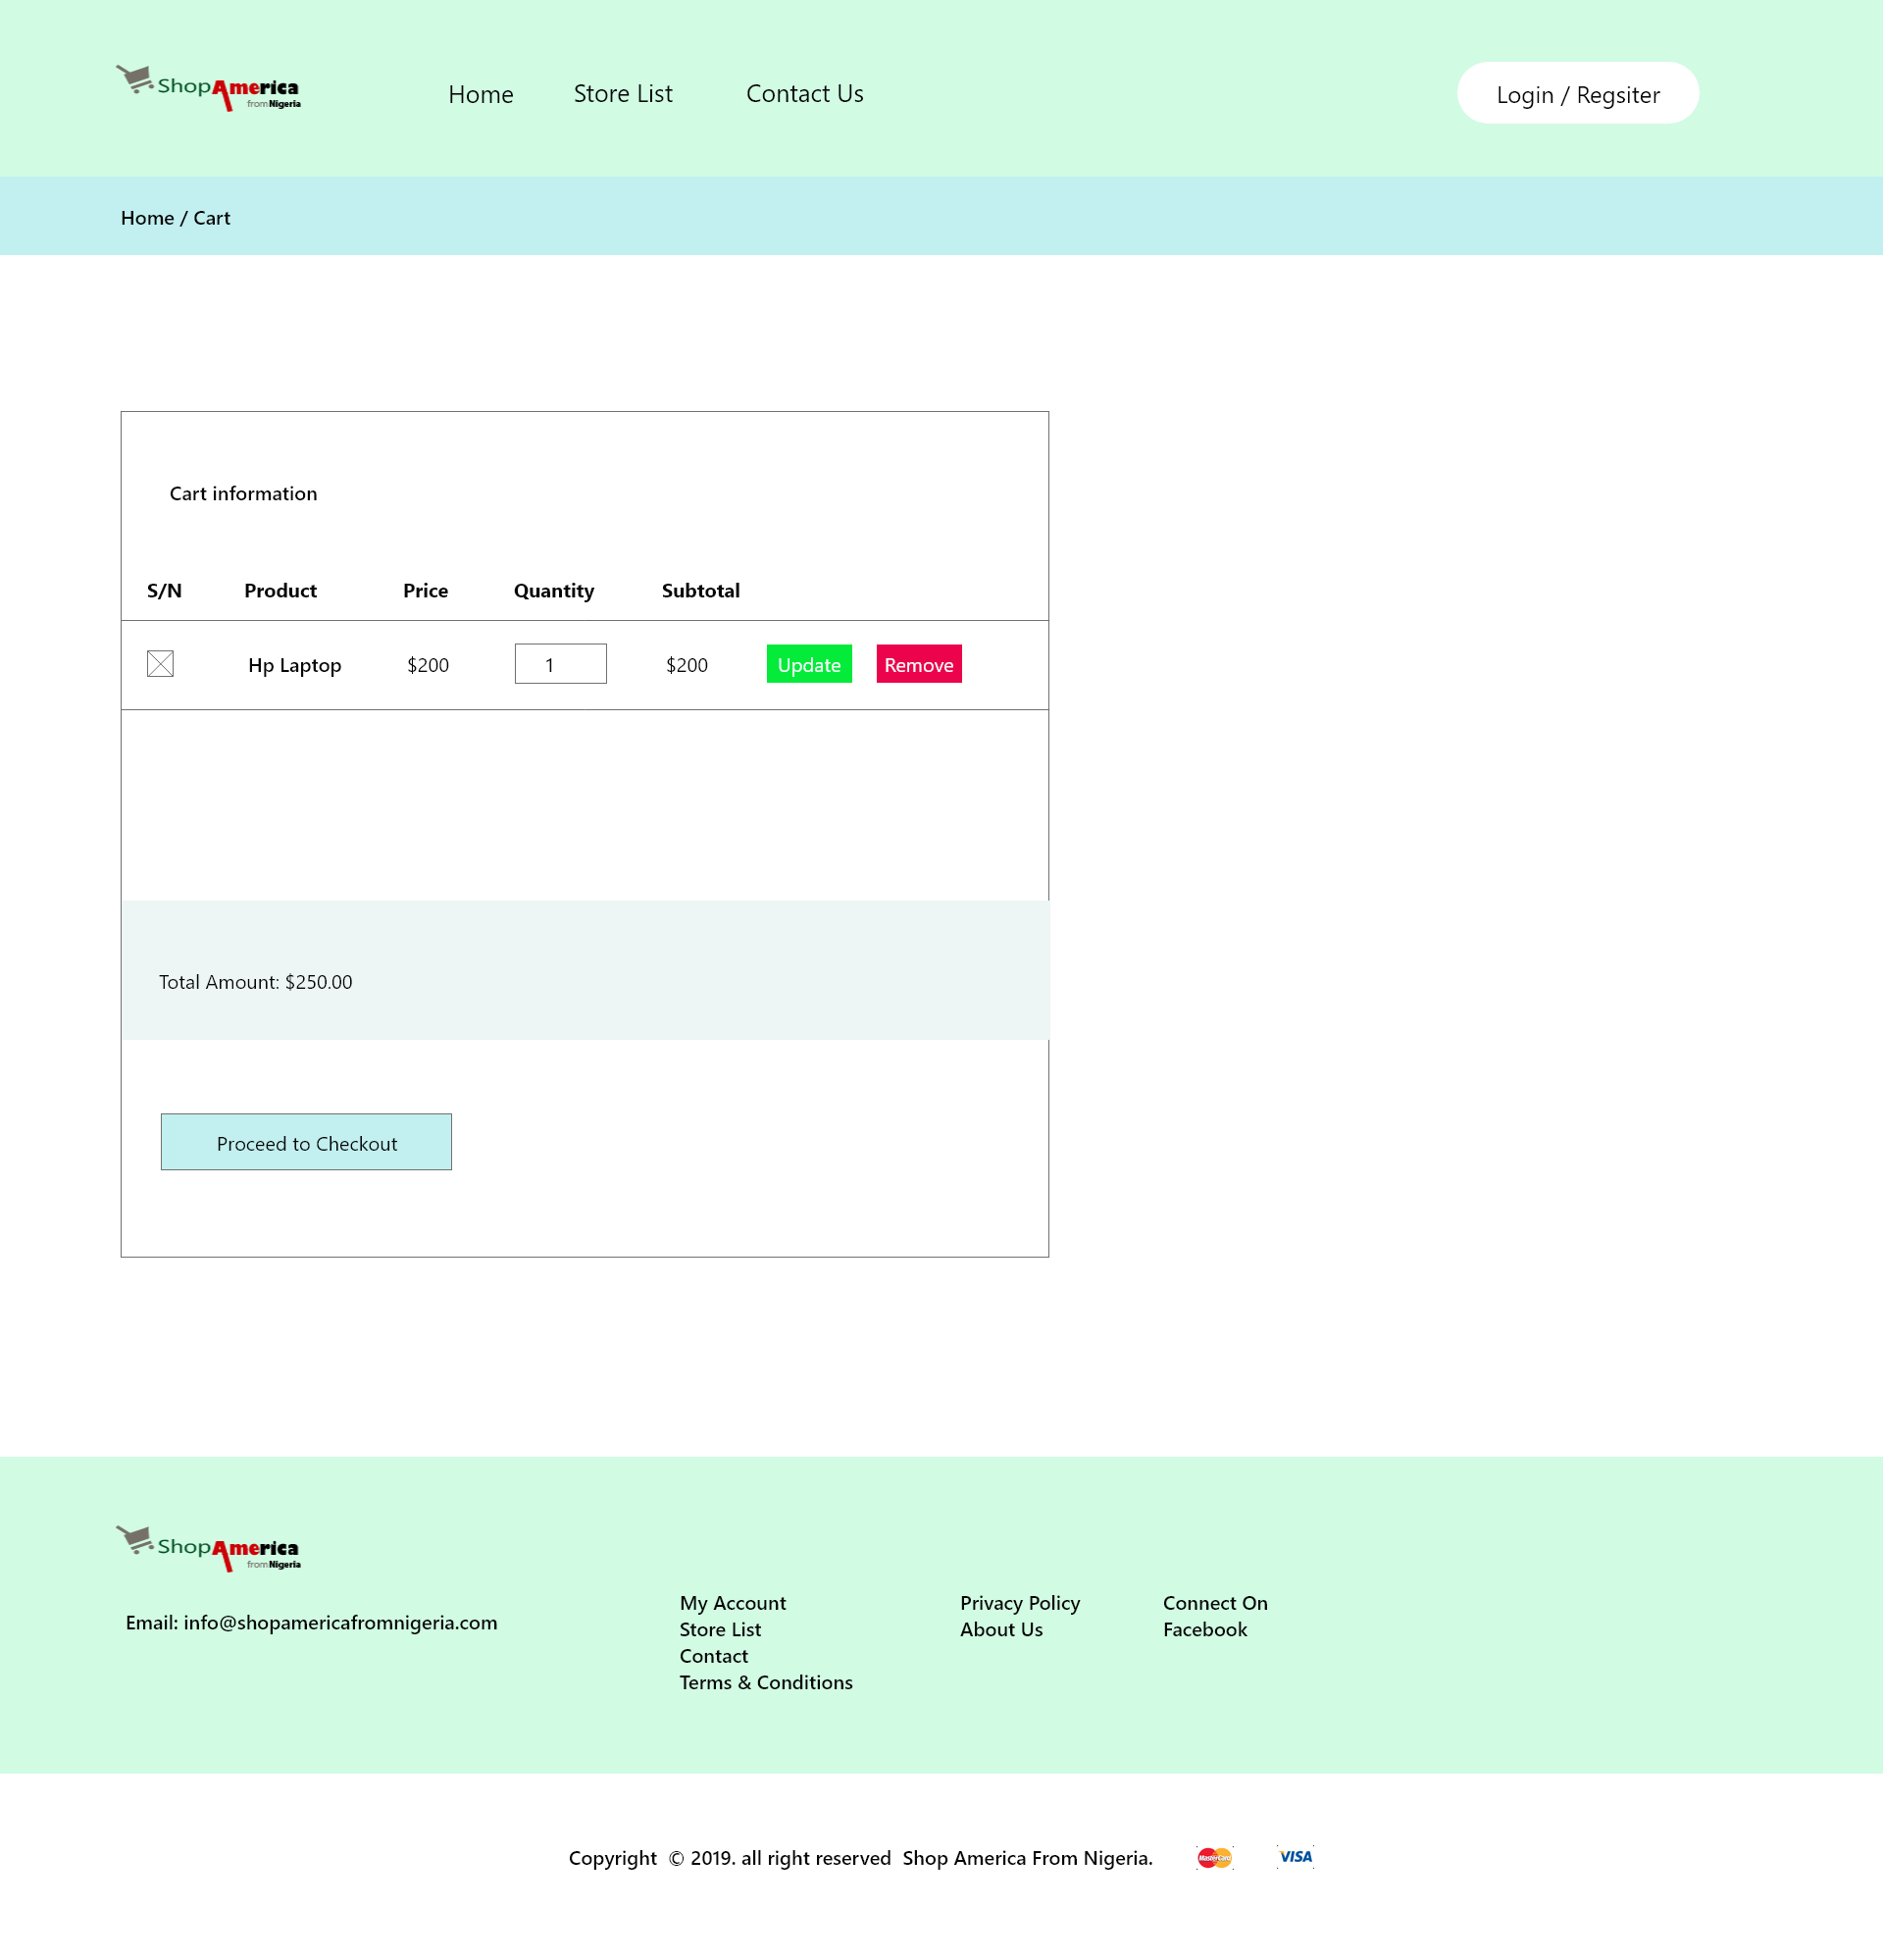 ShopAmerica
from Nigeria
Home Store List Contact Us
Login / Regsiter
Home / Cart
Cart information
S/N Product Price Quantity Subtotal
Hp Laptop $200 1 $200 Update Remove
Total Amount: $250.00
Proceed to Checkout
ShopAmerica
from Nigeria
Email: info@shopamericafromnigeria.com
My Account
Store List
Contact
Terms & Conditions
Privacy Policy
About Us
Connect On
Facebook
Copyright © 2019. all right reserved Shop America From Nigeria.
MasterCard
VISA